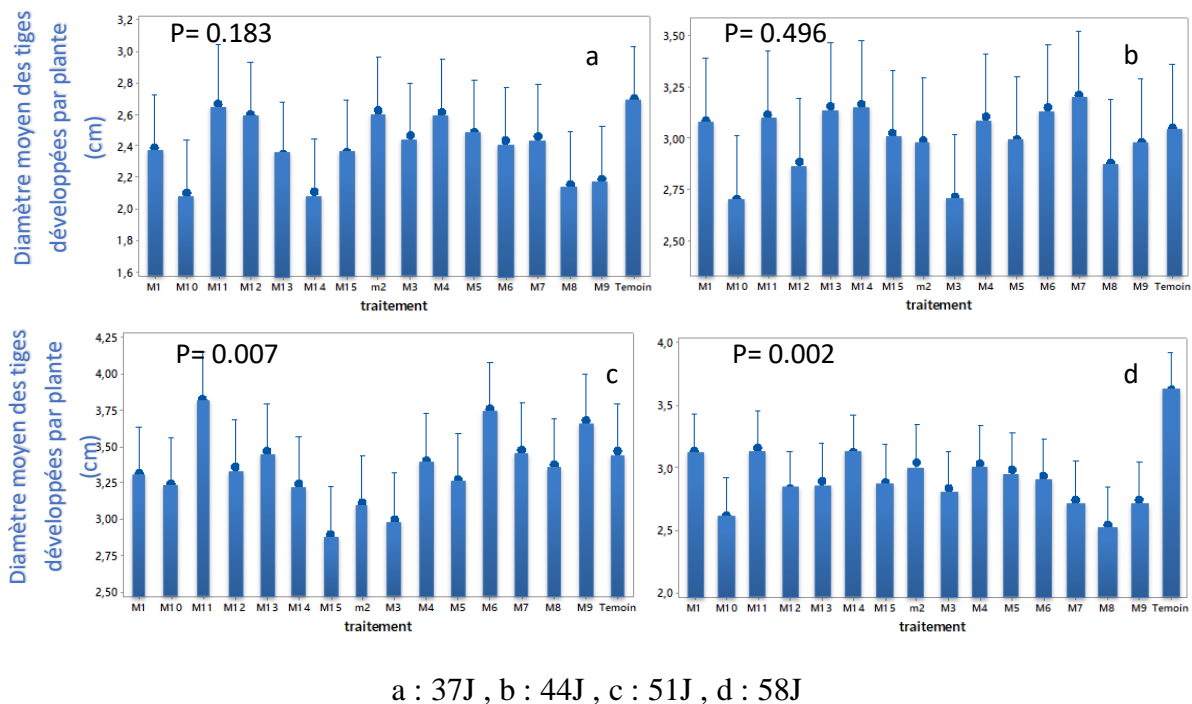 Diamètre moyen des tiges
développées par plante
(cm)
P= 0.183
a
3,2
3,0
2,8
2,6
2,4
2,2
2,0
1,8
1,6
M1 M10 M11 M12 M13 M14 M15 m2 M3 M4 M5 M6 M7 M8 M9 Temoin
traitement
P= 0.496
b
3,50
3,25
3,00
2,75
2,50
M1 M10 M11 M12 M13 M14 M15 m2 M3 M4 M5 M6 M7 M8 M9 Temoin
traitement
Diamètre moyen des tiges
développées par plante
(cm)
P= 0.007
c
4,25
4,00
3,75
3,50
3,25
3,00
2,75
2,50
M1 M10 M11 M12 M13 M14 M15 m2 M3 M4 M5 M6 M7 M8 M9 Temoin
traitement
P= 0.002
d
4,0
3,5
3,0
2,5
2,0
M1 M10 M11 M12 M13 M14 M15 m2 M3 M4 M5 M6 M7 M8 M9 Temoin
traitement
a : 37J , b : 44J , c : 51J , d : 58J